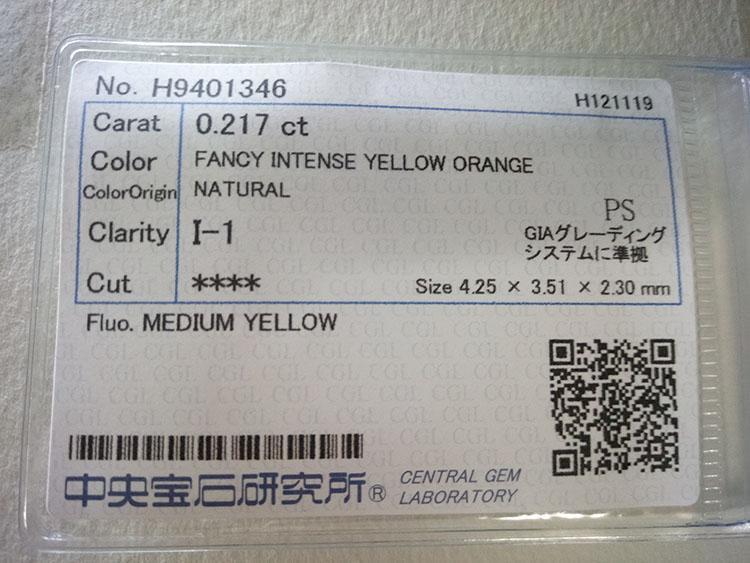 No. H9401346
H121119
Carat 0.217 ct
Color FANCY INTENSE YELLOW ORANGE
ColorOrigin NATURAL
PS
Clarity I-1
GIAグレーディング
システムに準拠
Cut ****
Size 4.25 × 3.51 × 2.30 mm
Fluo. MEDIUM YELLOW
中央宝石研究所® CENTRAL GEM
LABORATORY